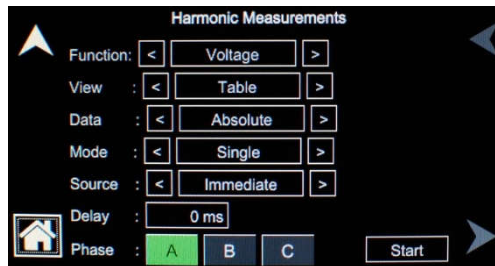 Harmonic Measurements
Function: < Voltage >
View : < Table >
Data : < Absolute >
Mode : < Single >
Source : < Immediate >
Delay : 0 ms
Phase : A B C Start